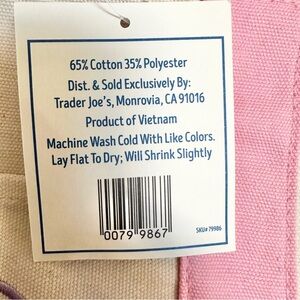 65% Cotton 35% Polyester
Dist. & Sold Exclusively By:
Trader Joe's, Monrovia, CA 91016
Product of Vietnam
Machine Wash Cold With Like Colors.
Lay Flat To Dry; Will Shrink Slightly
0079 9867
SKU# 79986